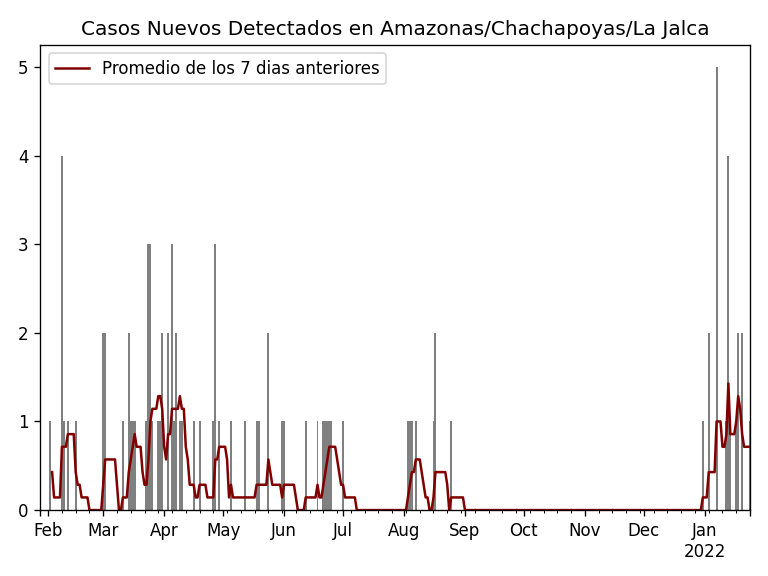 Casos Nuevos Detectados en Amazonas/Chachapoyas/La Jalca
Promedio de los 7 dias anteriores
5
4
3
2
1
0
Feb Mar Apr May Jun Jul Aug Sep Oct Nov Dec Jan
2022